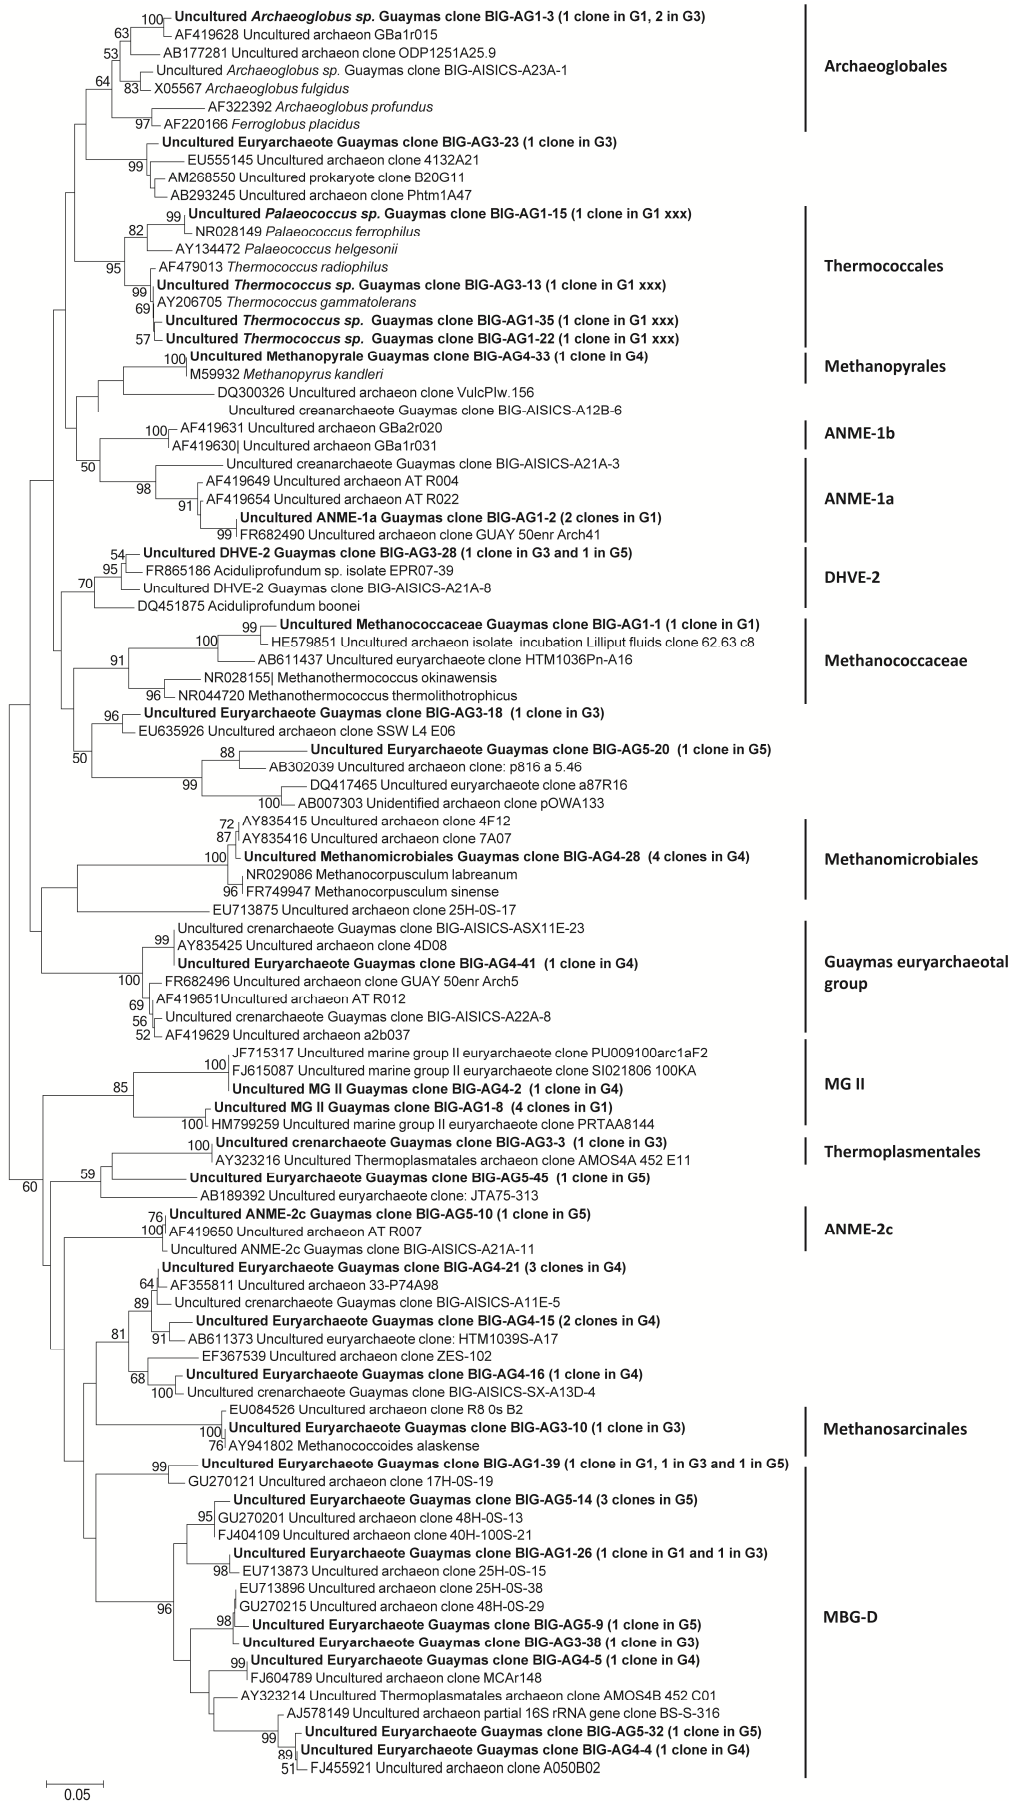 Uncultured Archaeoglobus sp. Guaymas clone BIG-AG1-3 (1 clone in G1, 2 in G3)
100
63
AF419628 Uncultured archaeon GBa1r015
AB177281 Uncultured archaeon clone ODP1251A25.9
53
Uncultured Archaeoglobus sp. Guaymas clone BIG-AISICS-A23A-1
Archaeoglobales
64
83
X05567 Archaeoglobus fulgidus
AF322392 Archaeoglobus profundus
97
AF220166 Ferroglobus placidus
Uncultured Euryarchaeote Guaymas clone BIG-AG3-23 (1 clone in G3)
99
EU555145 Uncultured archaeon clone 4132A21
AM268550 Uncultured prokaryote clone B20G11
AB293245 Uncultured archaeon clone Phtm1A47
99
Uncultured Palaeococcus sp. Guaymas clone BIG-AG1-15 (1 clone in G1 xxx)
82
NR028149 Palaeococcus ferrophilus
AY134472 Palaeococcus helgesonii
95
AF479013 Thermococcus radiophilus
Thermococcales
99
Uncultured Thermococcus sp. Guaymas clone BIG-AG3-13 (1 clone in G1 xxx)
69
AY206705 Thermococcus gammatolerans
Uncultured Thermococcus sp. Guaymas clone BIG-AG1-35 (1 clone in G1 xxx)
57
Uncultured Thermococcus sp. Guaymas clone BIG-AG1-22 (1 clone in G1 xxx)
100
Uncultured Methanopyrale Guaymas clone BIG-AG4-33 (1 clone in G4)
Methanopyrales
M59932 Methanopyrus kandleri
DQ300326 Uncultured archaeon clone VulcPIw.156
Uncultured creanarchaeote Guaymas clone BIG-AISICS-A12B-6
100
AF419631 Uncultured archaeon GBa2r020
ANME-1b
AF419630| Uncultured archaeon GBa1r031
50
Uncultured creanarchaeote Guaymas clone BIG-AISICS-A21A-3
98
AF419649 Uncultured archaeon AT R004
91
AF419654 Uncultured archaeon AT R022
ANME-1a
Uncultured ANME-1a Guaymas clone BIG-AG1-2 (2 clones in G1)
99
FR682490 Uncultured archaeon clone GUAY 50enr Arch41
54
Uncultured DHVE-2 Guaymas clone BIG-AG3-28 (1 clone in G3 and 1 in G5)
95
FR865186 Aciduliprofundum sp. isolate EPR07-39
DHVE-2
70
Uncultured DHVE-2 Guaymas clone BIG-AISICS-A21A-8
DQ451875 Aciduliprofundum boonei
99
Uncultured Methanococcaceae Guaymas clone BIG-AG1-1 (1 clone in G1)
100
HE579851 Uncultured archaeon isolate incubation Lilliput fluids clone 62.63 c8
91
AB611437 Uncultured euryarchaeote clone HTM1036Pn-A16
Methanococcaceae
NR028155| Methanothermococcus okinawensis
96
NR044720 Methanothermococcus thermolithotrophicus
96
Uncultured Euryarchaeote Guaymas clone BIG-AG3-18 (1 clone in G3)
EU635926 Uncultured archaeon clone SSW L4 E06
50
88
Uncultured Euryarchaeote Guaymas clone BIG-AG5-20 (1 clone in G5)
AB302039 Uncultured archaeon clone: p816 a 5.46
99
DQ417465 Uncultured euryarchaeote clone a87R16
100
AB007303 Unidentified archaeon clone pOWA133
72
AY835415 Uncultured archaeon clone 4F12
87
AY835416 Uncultured archaeon clone 7A07
100
Uncultured Methanomicrobiales Guaymas clone BIG-AG4-28 (4 clones in G4)
Methanomicrobiales
NR029086 Methanocorpusculum labreanum
96
FR749947 Methanocorpusculum sinense
EU713875 Uncultured archaeon clone 25H-0S-17
Uncultured crenarchaeote Guaymas clone BIG-AISICS-ASX11E-23
99
AY835425 Uncultured archaeon clone 4D08
Uncultured Euryarchaeote Guaymas clone BIG-AG4-41 (1 clone in G4)
Guaymas euryarchaeotal
group
100
FR682496 Uncultured archaeon clone GUAY 50enr Arch5
69
AF419651Uncultured archaeon AT R012
56
Uncultured crenarchaeote Guaymas clone BIG-AISICS-A22A-8
52
AF419629 Uncultured archaeon a2b037
JF715317 Uncultured marine group II euryarchaeote clone PU009100arc1aF2
100
FJ615087 Uncultured marine group II euryarchaeote clone SI021806 100KA
85
Uncultured MG II Guaymas clone BIG-AG4-2 (1 clone in G4)
MG II
Uncultured MG II Guaymas clone BIG-AG1-8 (4 clones in G1)
100
HM799259 Uncultured marine group II euryarchaeote clone PRTAA8144
100
Uncultured crenarchaeote Guaymas clone BIG-AG3-3 (1 clone in G3)
Thermoplasmentales
AY323216 Uncultured Thermoplasmatales archaeon clone AMOS4A 452 E11
59
Uncultured Euryarchaeote Guaymas clone BIG-AG5-45 (1 clone in G5)
60
AB189392 Uncultured euryarchaeote clone: JTA75-313
76
Uncultured ANME-2c Guaymas clone BIG-AG5-10 (1 clone in G5)
100
AF419650 Uncultured archaeon AT R007
ANME-2c
Uncultured ANME-2c Guaymas clone BIG-AISICS-A21A-11
Uncultured Euryarchaeote Guaymas clone BIG-AG4-21 (3 clones in G4)
64
AF355811 Uncultured archaeon 33-P74A98
89
Uncultured crenarchaeote Guaymas clone BIG-AISICS-A11E-5
81
Uncultured Euryarchaeote Guaymas clone BIG-AG4-15 (2 clones in G4)
91
AB611373 Uncultured euryarchaeote clone: HTM1039S-A17
EF367539 Uncultured archaeon clone ZES-102
68
Uncultured Euryarchaeote Guaymas clone BIG-AG4-16 (1 clone in G4)
100
Uncultured crenarchaeote Guaymas clone BIG-AISICS-SX-A13D-4
EU084526 Uncultured archaeon clone R8 0s B2
100
Uncultured Euryarchaeote Guaymas clone BIG-AG3-10 (1 clone in G3)
Methanosarcinales
76
AY941802 Methanococcoides alaskense
99
Uncultured Euryarchaeote Guaymas clone BIG-AG1-39 (1 clone in G1, 1 in G3 and 1 in G5)
GU270121 Uncultured archaeon clone 17H-0S-19
Uncultured Euryarchaeote Guaymas clone BIG-AG5-14 (3 clones in G5)
95
GU270201 Uncultured archaeon clone 48H-0S-13
FJ404109 Uncultured archaeon clone 40H-100S-21
Uncultured Euryarchaeote Guaymas clone BIG-AG1-26 (1 clone in G1 and 1 in G3)
98
EU713873 Uncultured archaeon clone 25H-0S-15
EU713896 Uncultured archaeon clone 25H-0S-38
96
GU270215 Uncultured archaeon clone 48H-0S-29
MBG-D
98
Uncultured Euryarchaeote Guaymas clone BIG-AG5-9 (1 clone in G5)
Uncultured Euryarchaeote Guaymas clone BIG-AG3-38 (1 clone in G3)
99
Uncultured Euryarchaeote Guaymas clone BIG-AG4-5 (1 clone in G4)
FJ604789 Uncultured archaeon clone MCAr148
AY323214 Uncultured Thermoplasmatales archaeon clone AMOS4B 452 C01
AJ578149 Uncultured archaeon partial 16S rRNA gene clone BS-S-316
99
Uncultured Euryarchaeote Guaymas clone BIG-AG5-32 (1 clone in G5)
89
Uncultured Euryarchaeote Guaymas clone BIG-AG4-4 (1 clone in G4)
51
FJ455921 Uncultured archaeon clone A050B02
0.05